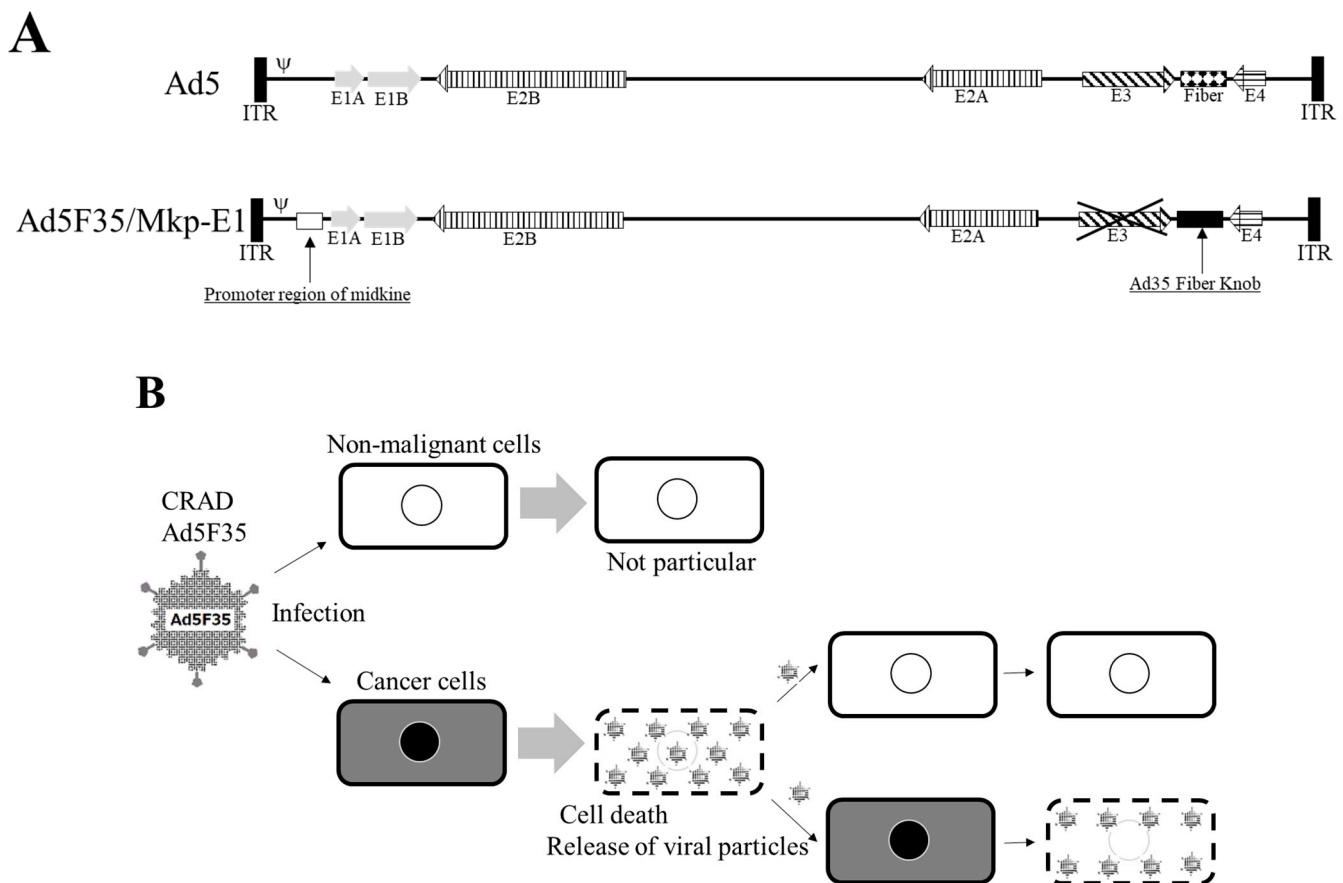 A
Ad5
ψ
ITR
E1A
E1B
E2B
E2A
E3
Fiber
E4
ITR
Ad5F35/Mkp-E1
ψ
ITR
E1A
E1B
E2B
E2A
E3
E4
ITR
Promoter region of midkine
Ad35 Fiber Knob
B
Non-malignant cells
CRAD
Ad5F35
Not particular
Ad5F35
Infection
Cancer cells
Cell death
Release of viral particles